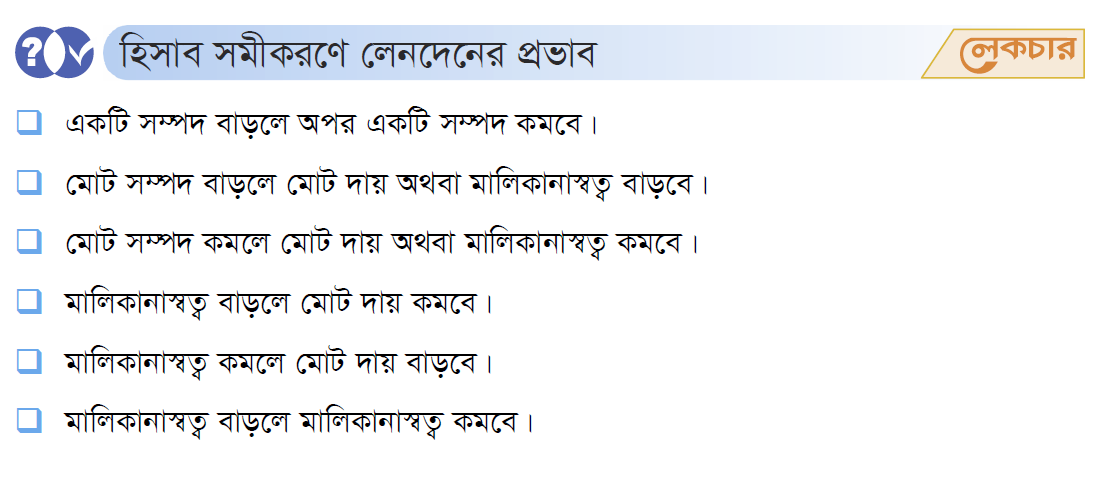 হিসাব সমীকরণে লেনদেনের প্রভাব
লেকচার
একটি সম্পদ বাড়লে অপর একটি সম্পদ কমবে।
মোট সম্পদ বাড়লে মোট দায় অথবা মালিকানাস্বত্ব বাড়বে।
মোট সম্পদ কমলে মোট দায় অথবা মালিকানাস্বত্ব কমবে।
মালিকানাস্বত্ব বাড়লে মোট দায় কমবে।
মালিকানাস্বত্ব কমলে মোট দায় বাড়বে।
মালিকানাস্বত্ব বাড়লে মালিকানাস্বত্ব কমবে।